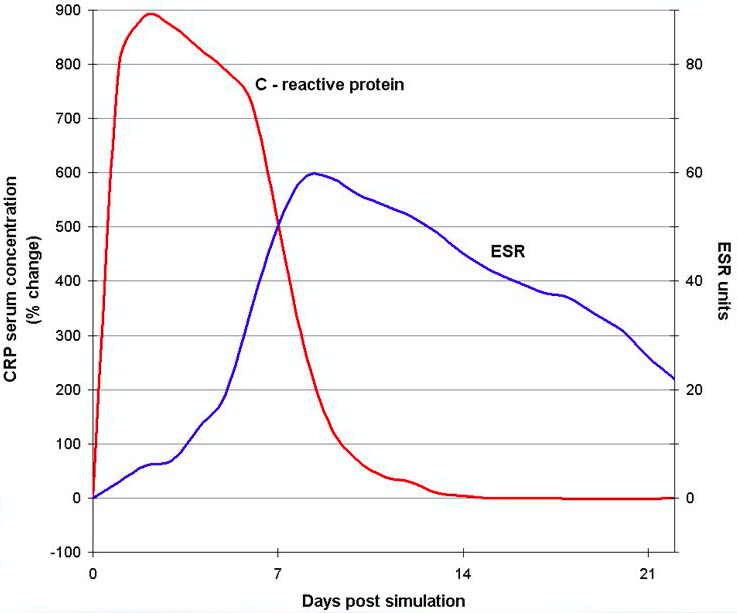 900
800
700
600
500
400
300
200
100
0
-100
CRP serum concentration
(% change)
C - reactive protein
ESR
80
60
40
20
0
ESR units
0 7 14 21
Days post simulation